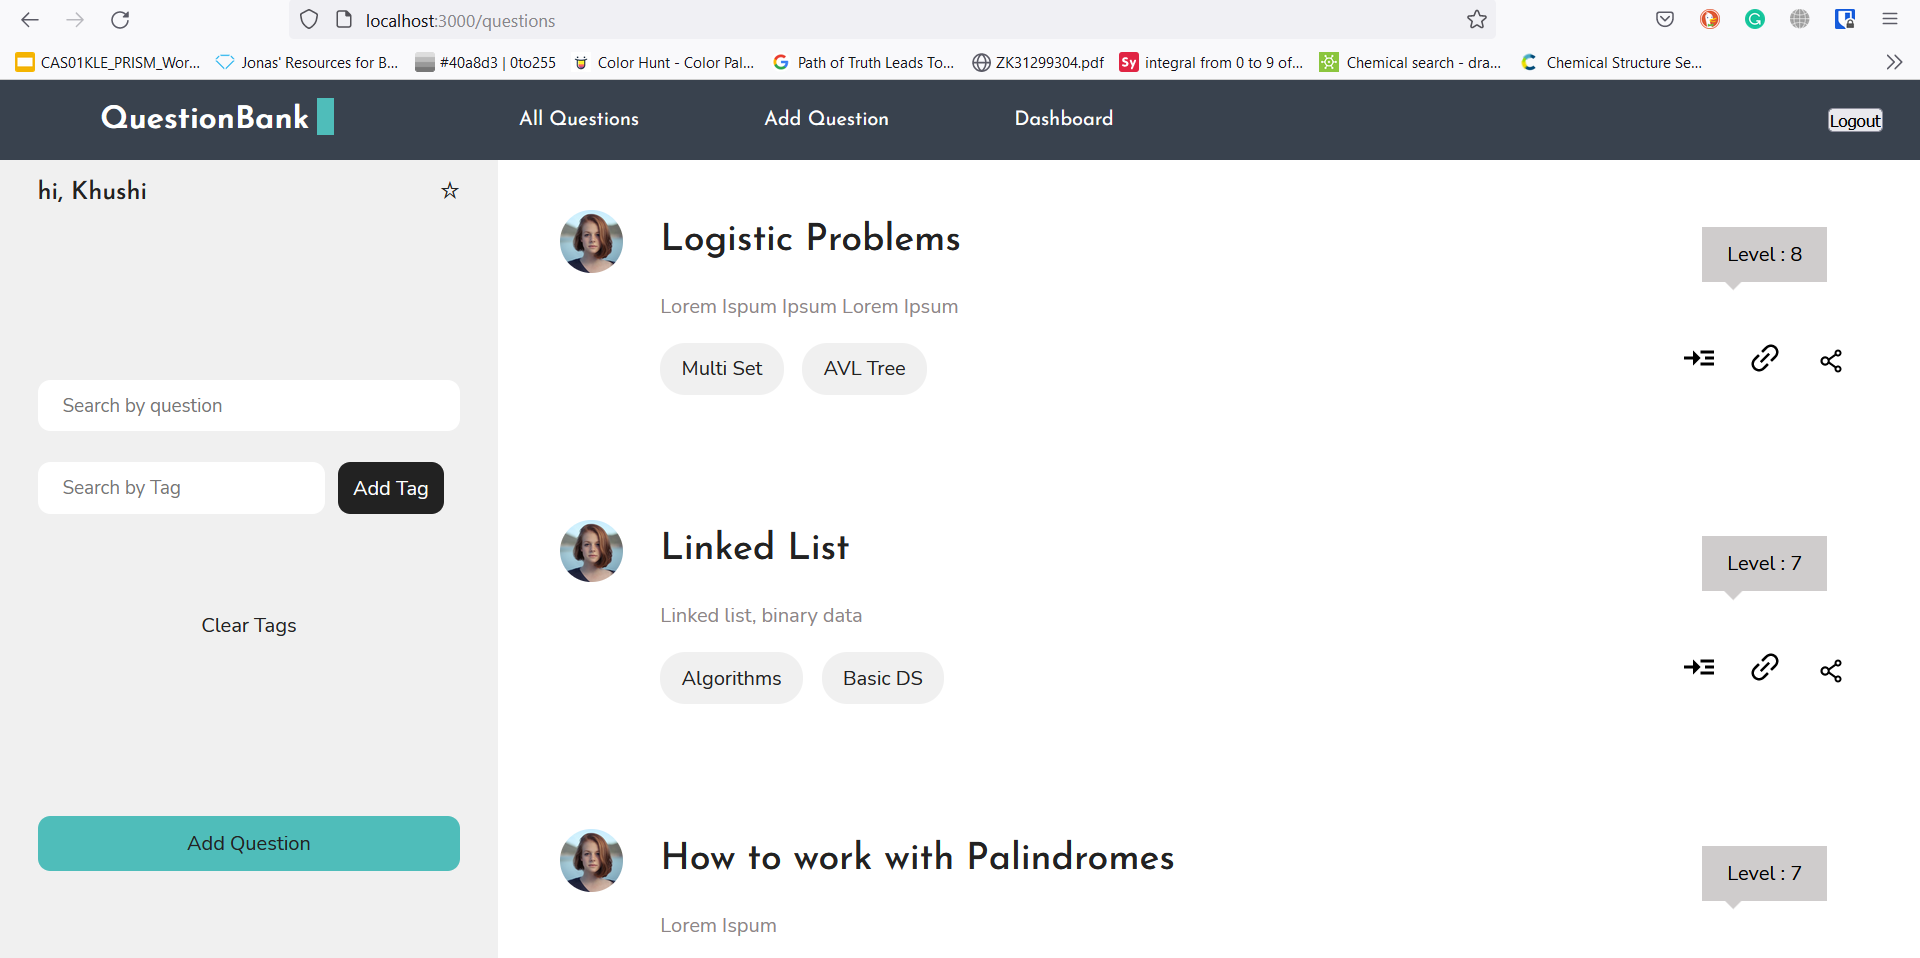 localhost:3000/questions
CAS01KLE_PRISM_Wor... Jonas' Resources for B... #40a8d3 | 0to255 Color Hunt - Color Pal... Path of Truth Leads To... ZK31299304.pdf Sy integral from 0 to 9 of... Chemical search - dra... Chemical Structure Se...
QuestionBank All Questions Add Question Dashboard Logout
hi, Khushi
Search by question
Search by Tag Add Tag
Clear Tags
Add Question
Logistic Problems
Level : 8
Lorem Ispum Ipsum Lorem Ipsum
Multi Set AVL Tree
Linked List
Level : 7
Linked list, binary data
Algorithms Basic DS
How to work with Palindromes
Level : 7
Lorem Ispum